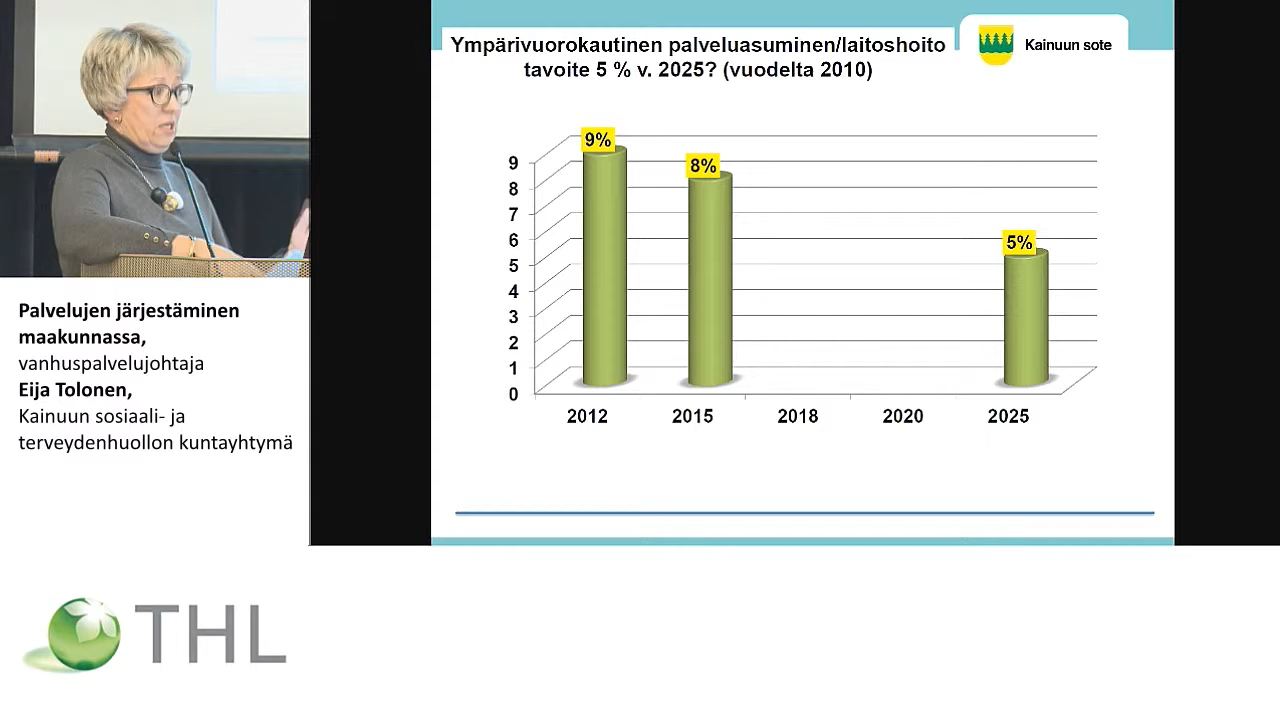 Ympärivuorokautinen palveluasuminen/laitoshoito
tavoite 5 % v. 2025? (vuodelta 2010)
Kainuun sote
9%
8%
5%
9
8
7
6
5
4
3
2
1
0
2012
2015
2018
2020
2025
Palvelujen järjestäminen
maakunnassa,
vanhuspalvelujohtaja
Eija Tolonen,
Kainuun sosiaali- ja
terveydenhuollon kuntayhtymä
THL